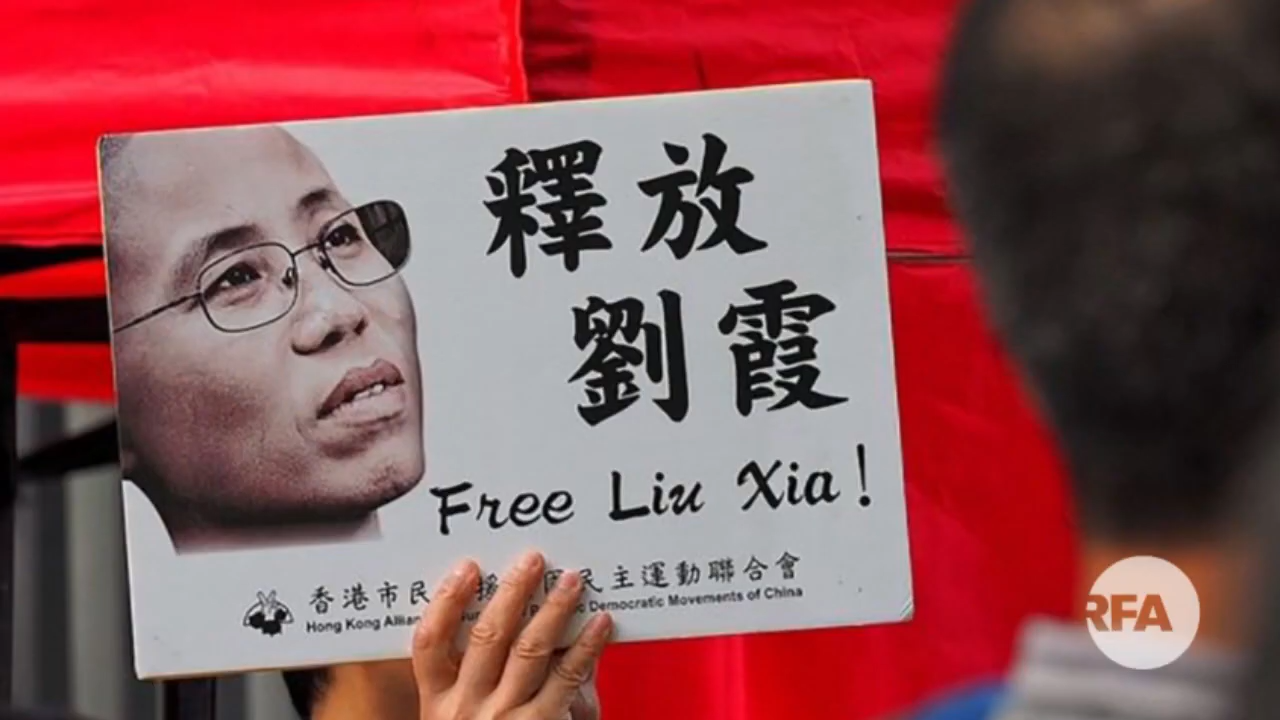 釋放
劉霞
Free Liu Xia!
香港市民 民主運動聯合會
Hong Kong Democratic Movements of China
RFA